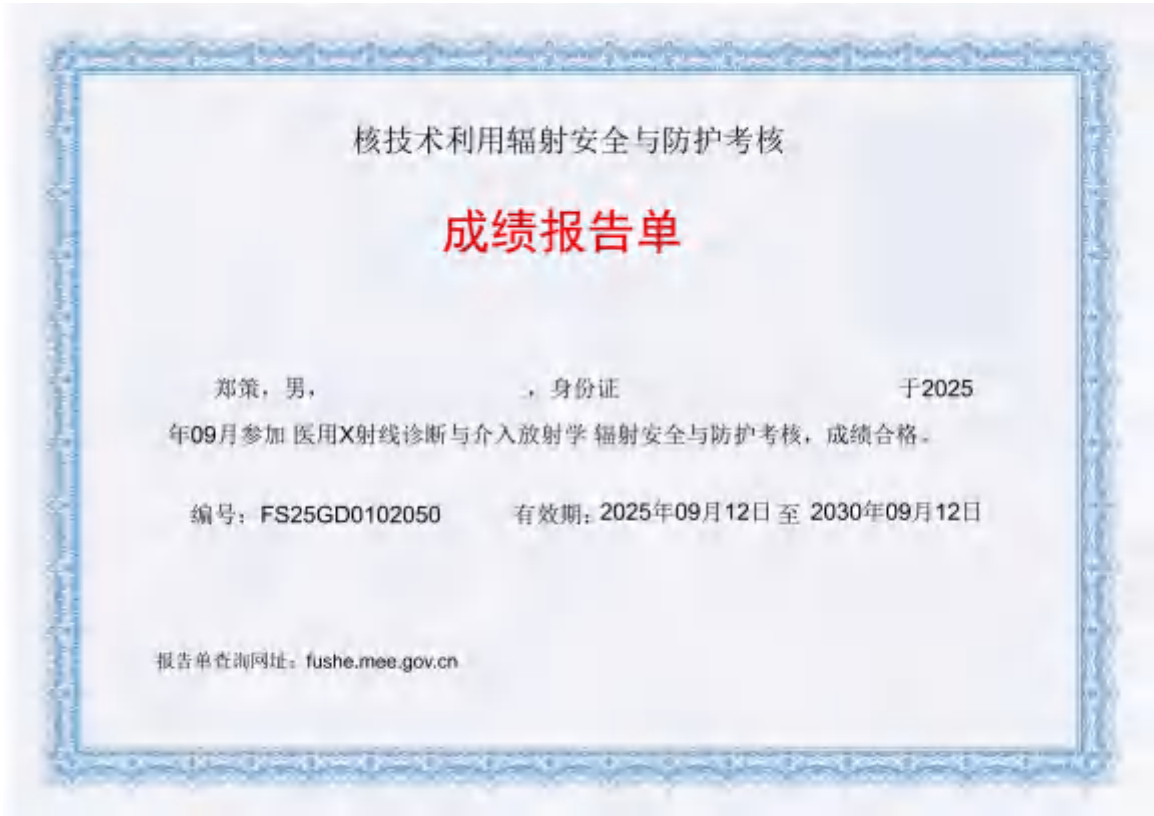 核技术利用辐射安全与防护考核
成绩报告单
郑策，男， ，身份证 于2025
年09月参加 医用X射线诊断与介入放射学 辐射安全与防护考核，成绩合格。
编号：FS25GD0102050 有效期：2025年09月12日 至 2030年09月12日
报告单查询网址：fushe.mee.gov.cn